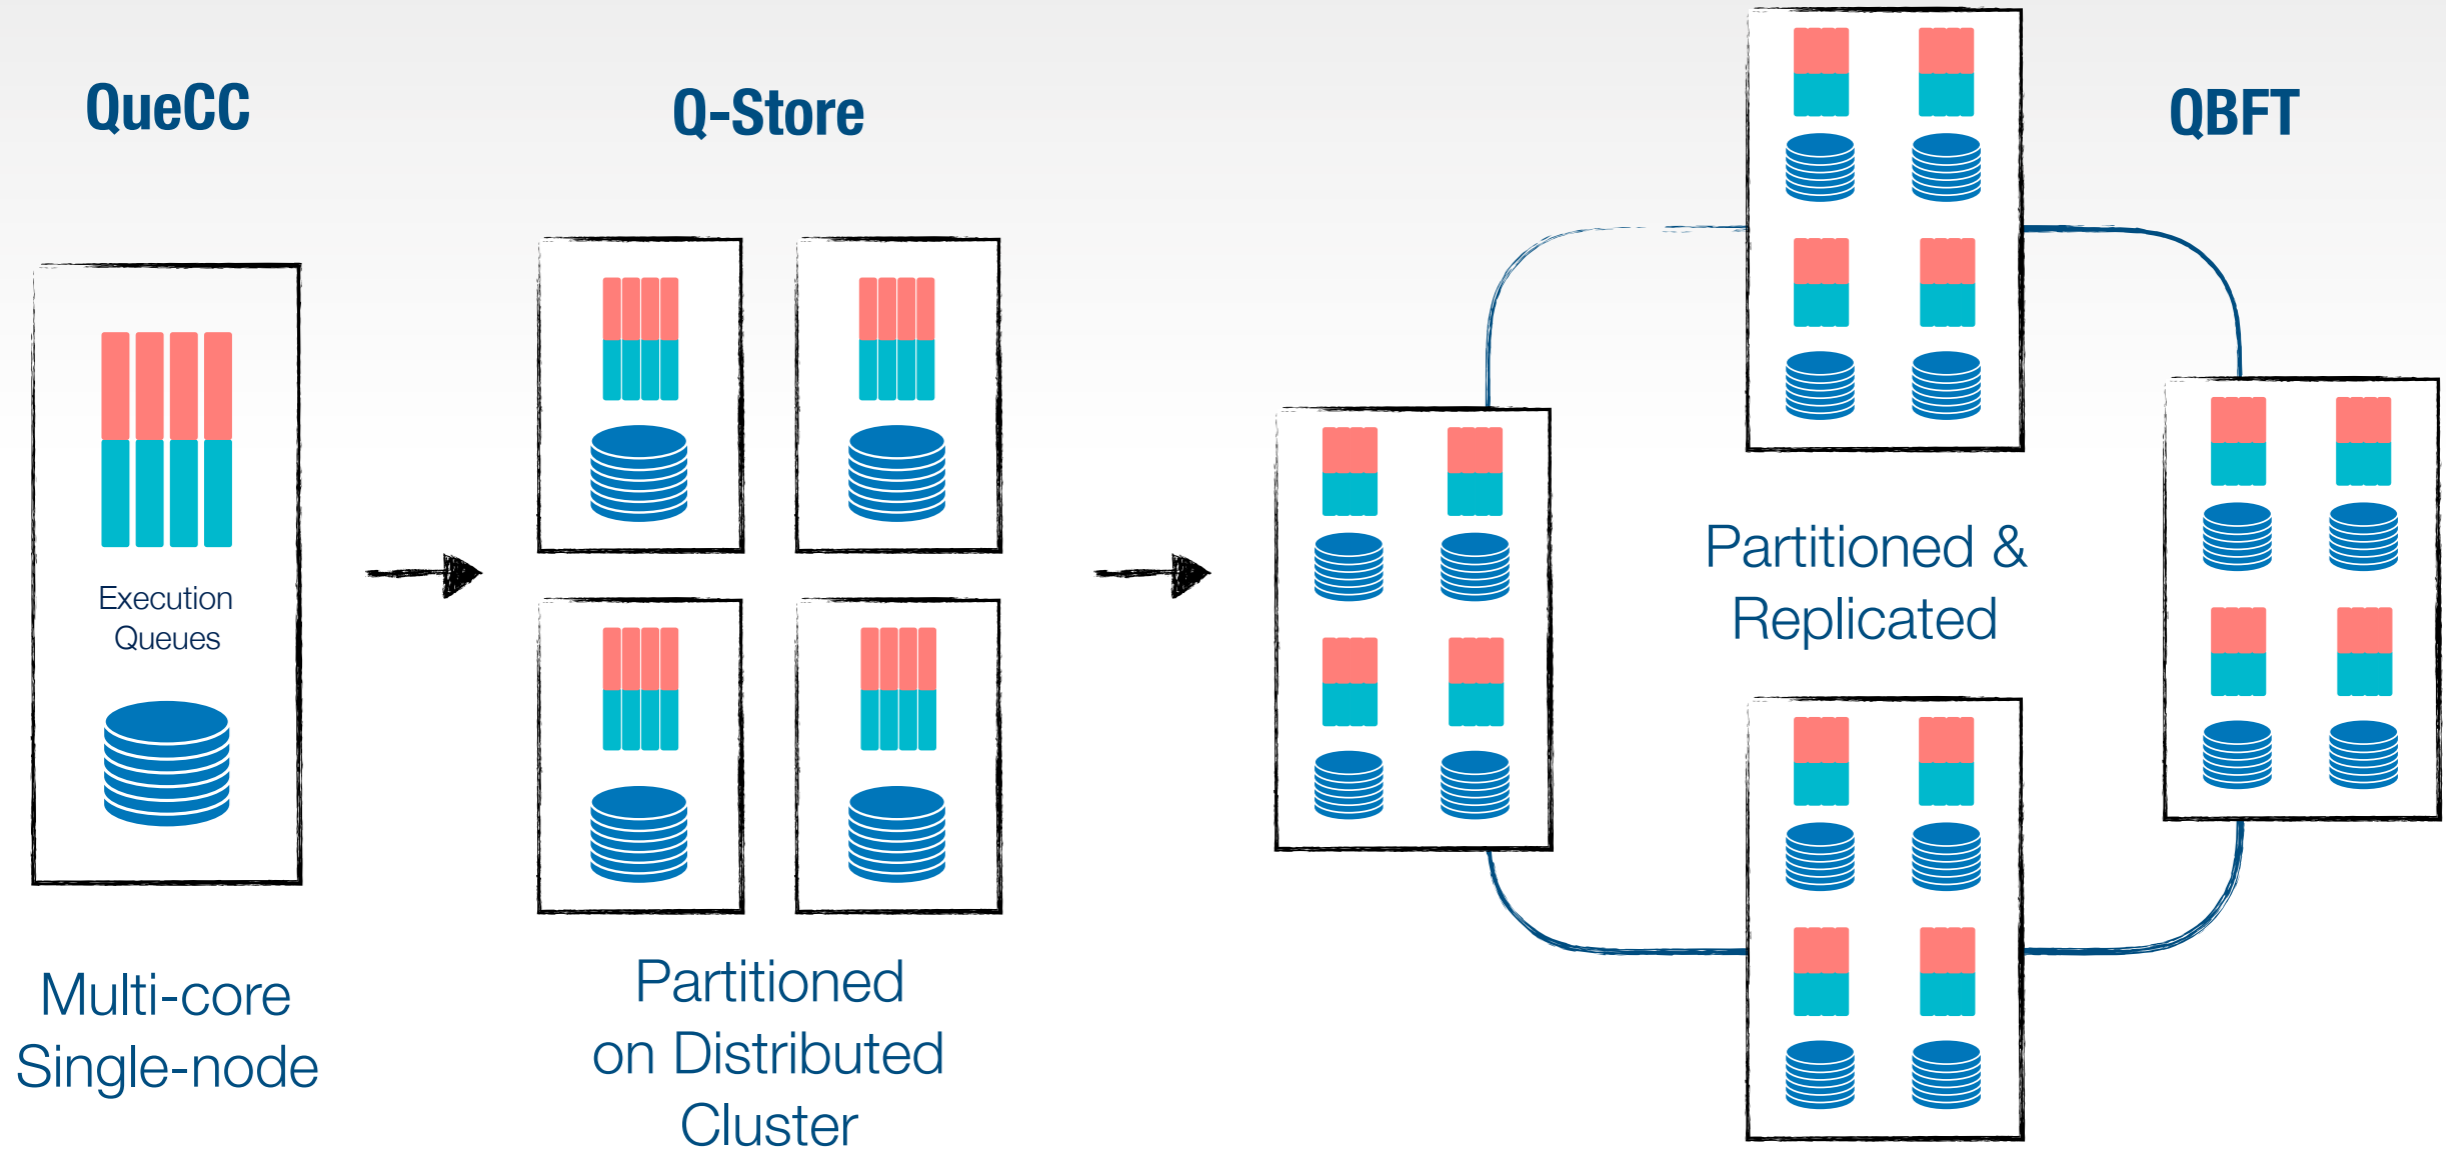 QueCC
Execution
Queues
Multi-core
Single-node
Q-Store
Partitioned
on Distributed
Cluster
QBFT
Partitioned &
Replicated